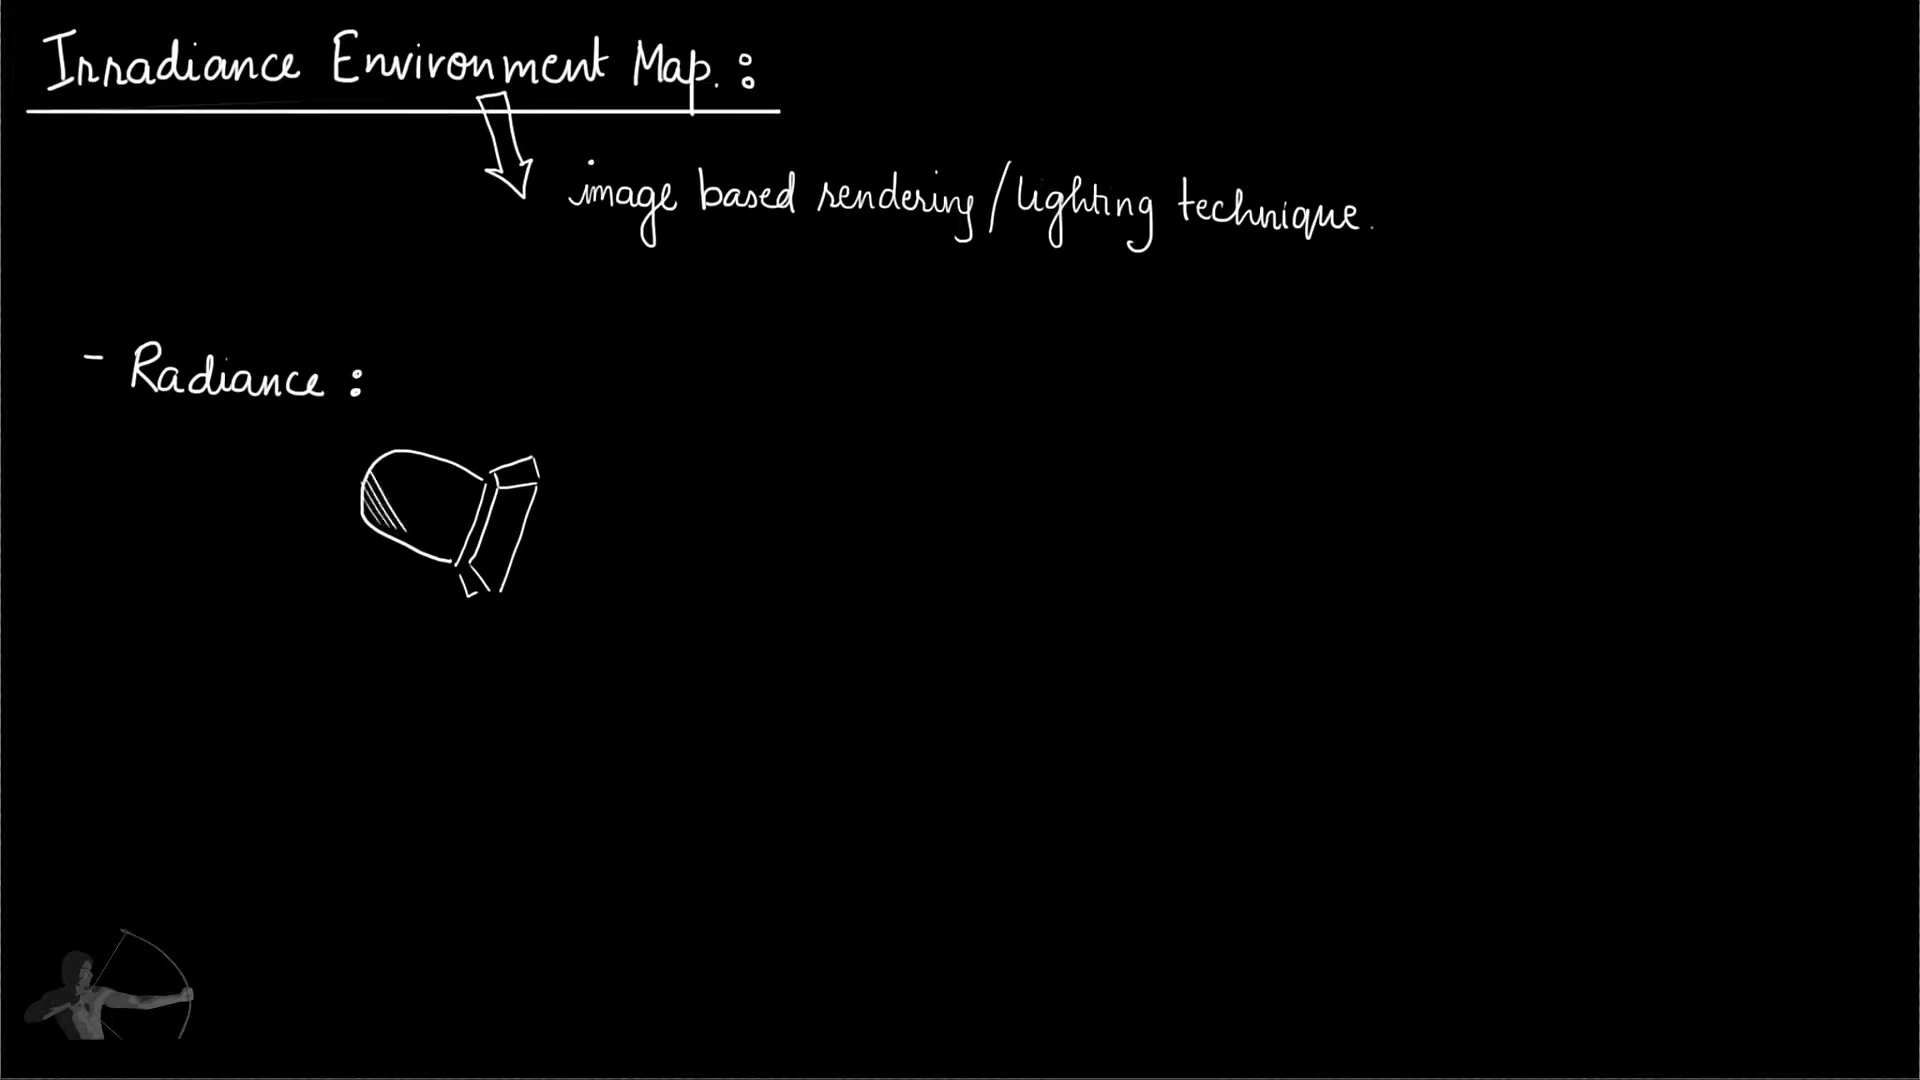 Irradiance Environment Map. :
image based rendering/lighting technique.
- Radiance :